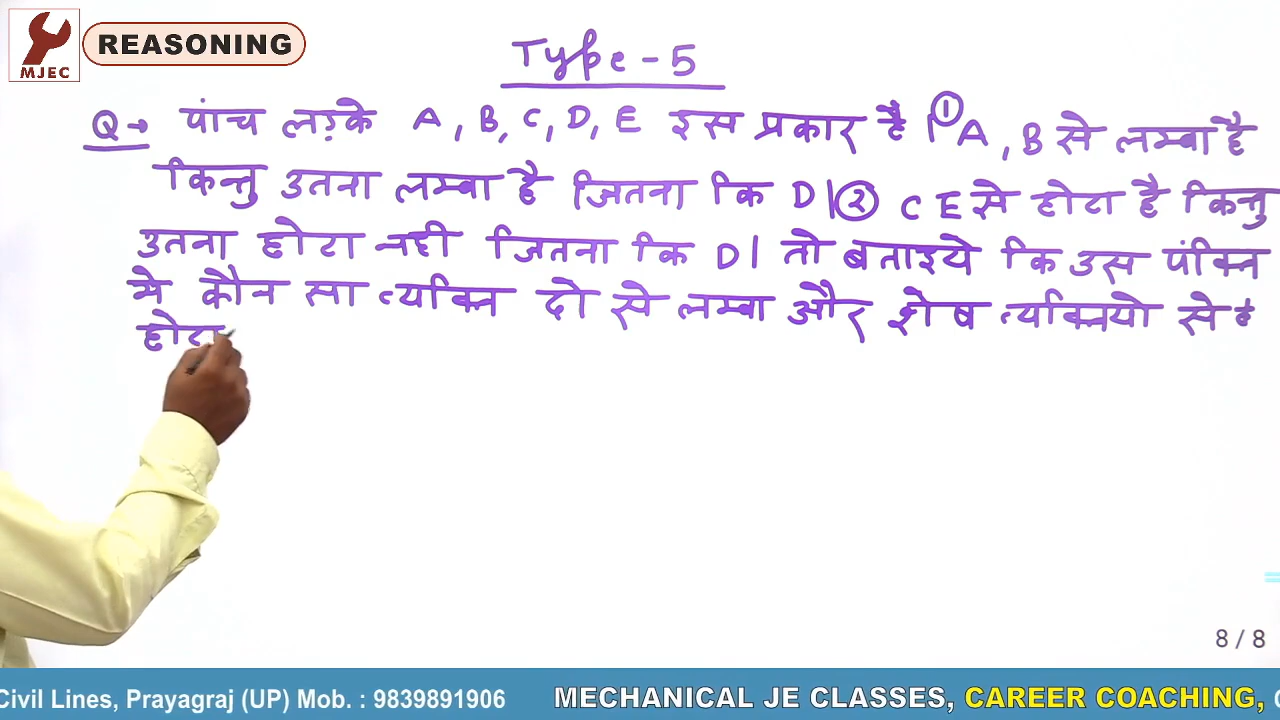 REASONING
MJEC
Type-5
Q→ पांच लड़के A, B, C, D, E इस प्रकार है।① A, B से लम्बा है
किन्तु उतना लम्बा है जितना कि D।② C E से छोटा है किन्तु
उतना छोटा नही जितना कि D। तो बताइये कि उस पंक्ति
मे कौन सा व्यक्ति दो से लम्बा और शेष व्यक्तियो से
छोटा
8 / 8
Civil Lines, Prayagraj (UP) Mob. : 9839891906 MECHANICAL JE CLASSES, CAREER COACHING,